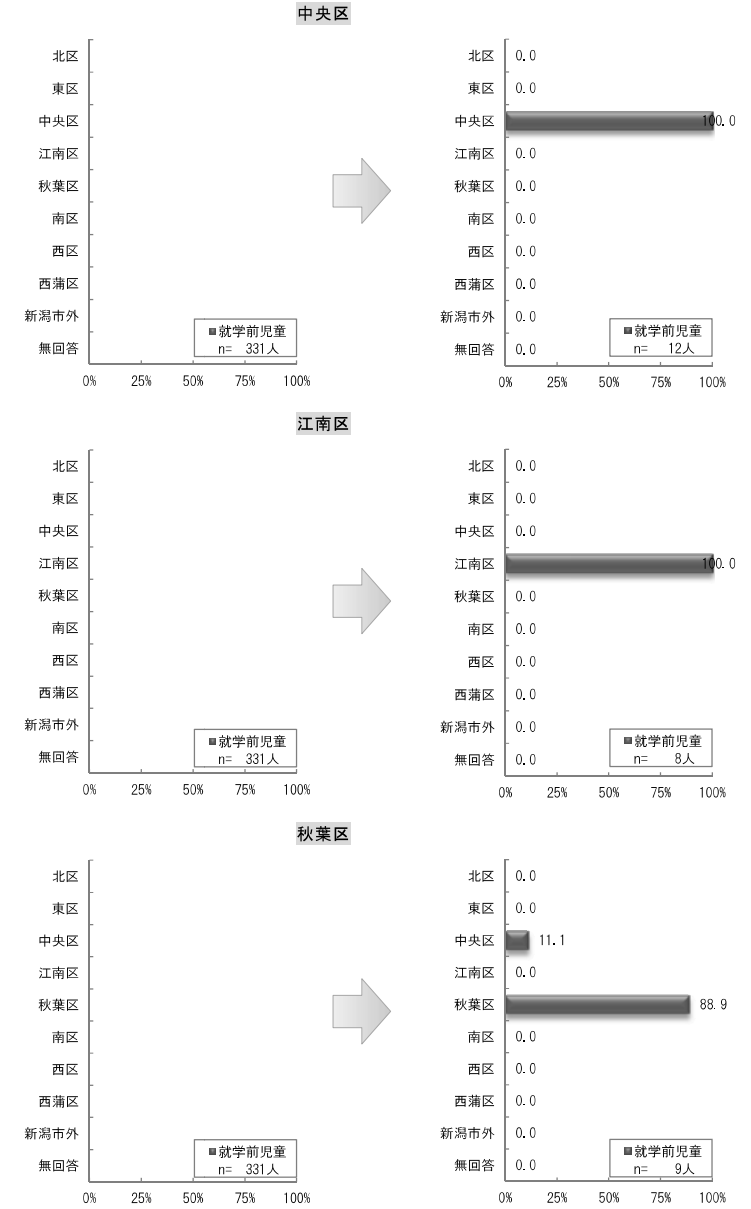 中央区
北区
東区
中央区
江南区
秋葉区
南区
西区
西蒲区
新潟市外
無回答
■就学前児童
n= 331人
0% 25% 50% 75% 100%
北区 0.0
東区 0.0
中央区 100.0
江南区 0.0
秋葉区 0.0
南区 0.0
西区 0.0
西蒲区 0.0
新潟市外 0.0
無回答 0.0
■就学前児童
n= 12人
0% 25% 50% 75% 100%
江南区
北区
東区
中央区
江南区
秋葉区
南区
西区
西蒲区
新潟市外
無回答
■就学前児童
n= 331人
0% 25% 50% 75% 100%
北区 0.0
東区 0.0
中央区 0.0
江南区 100.0
秋葉区 0.0
南区 0.0
西区 0.0
西蒲区 0.0
新潟市外 0.0
無回答 0.0
■就学前児童
n= 8人
0% 25% 50% 75% 100%
秋葉区
北区
東区
中央区
江南区
秋葉区
南区
西区
西蒲区
新潟市外
無回答
■就学前児童
n= 331人
0% 25% 50% 75% 100%
北区 0.0
東区 0.0
中央区 11.1
江南区 0.0
秋葉区 88.9
南区 0.0
西区 0.0
西蒲区 0.0
新潟市外 0.0
無回答 0.0
■就学前児童
n= 9人
0% 25% 50% 75% 100%